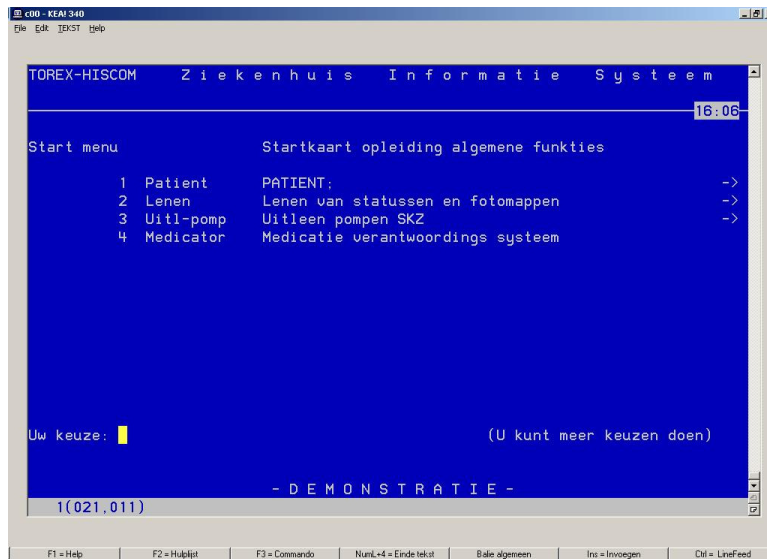 c00 - KEA! 340
File Edit TEKST Help
TOREX-HISCOM Ziekenhuis Informatie Systeem
16:06
Start menu Startkaart opleiding algemene funkties
1 Patient PATIENT; ->
2 Lenen Lenen van statussen en fotomappen ->
3 Uitl-pomp Uitleen pompen SKZ ->
4 Medicator Medicatie verantwoordings systeem
Uw keuze: (U kunt meer keuzen doen)
-DEMONSTRATIE-
1(021,011)
F1 = Help F2 = Hulplijst F3 = Commando NumL+4 = Einde tekst Balie algemeen Ins = Invoegen Ctrl = LineFeed